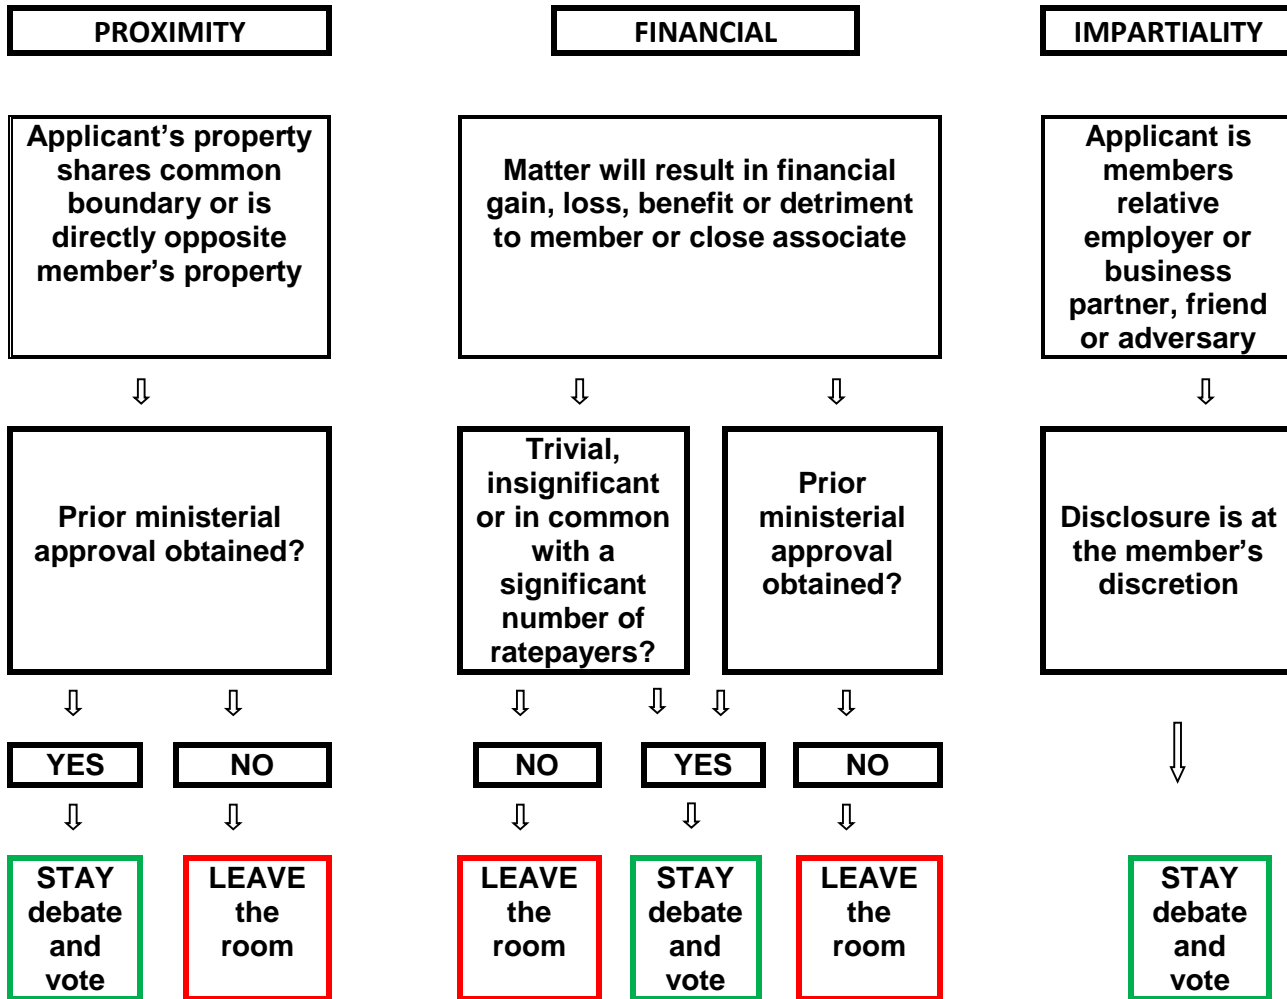 PROXIMITY
FINANCIAL
IMPARTIALITY
Applicant’s property
shares common
boundary or is
directly opposite
member’s property
Matter will result in financial
gain, loss, benefit or detriment
to member or close associate
Applicant is
members
relative
employer or
business
partner, friend
or adversary
Prior ministerial
approval obtained?
Trivial,
insignificant
or in common
with a
significant
number of
ratepayers?
Prior
ministerial
approval
obtained?
Disclosure is at
the member’s
discretion
YES
NO
NO
YES
NO
STAY
debate
and
vote
LEAVE
the
room
LEAVE
the
room
STAY
debate
and
vote
LEAVE
the
room
STAY
debate
and
vote